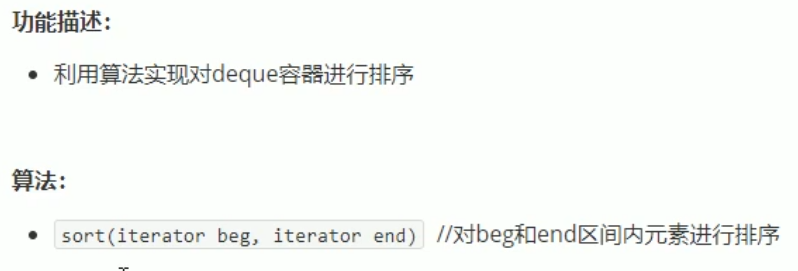 功能描述：
利用算法实现对deque容器进行排序
算法：
sort(iterator beg, iterator end) //对beg和end区间内元素进行排序